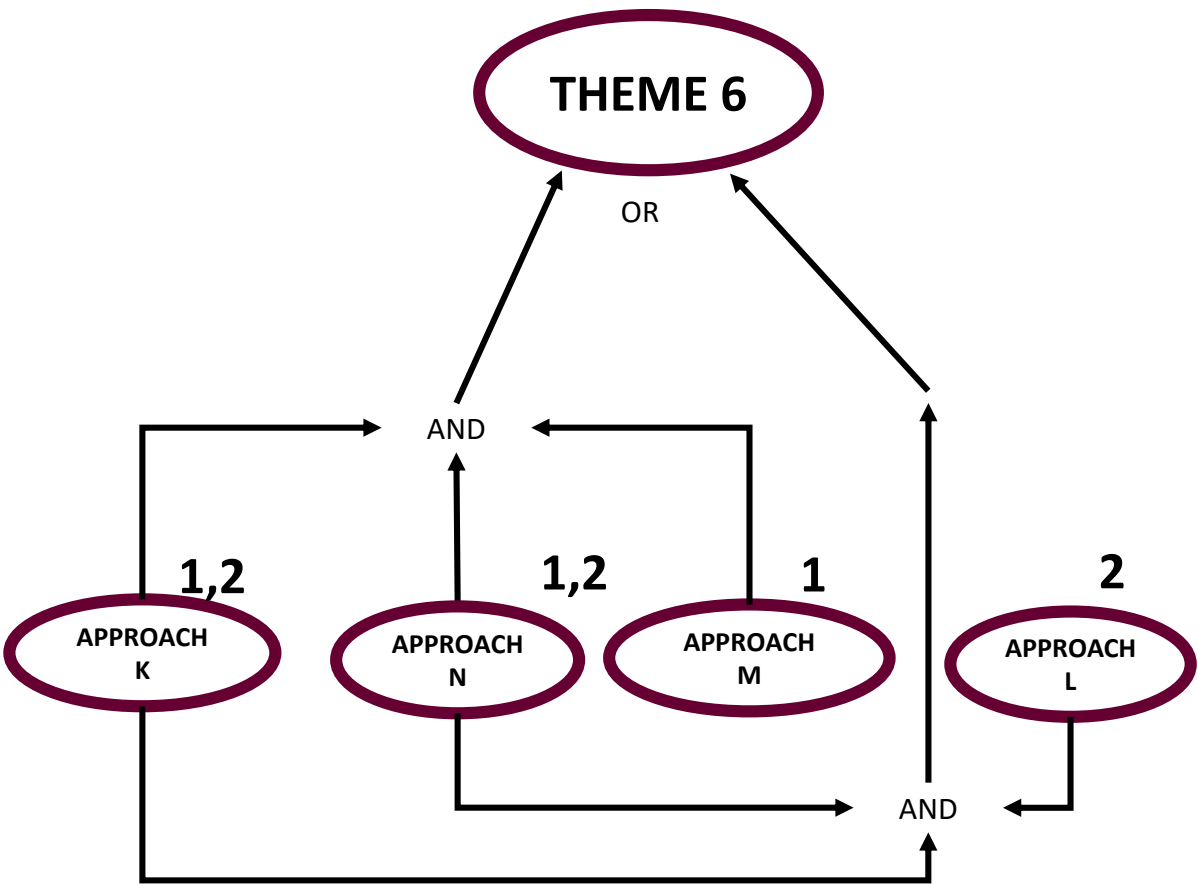 THEME 6
OR
AND
1,2
1,2
1
2
APPROACH
K
APPROACH
N
APPROACH
M
APPROACH
L
AND